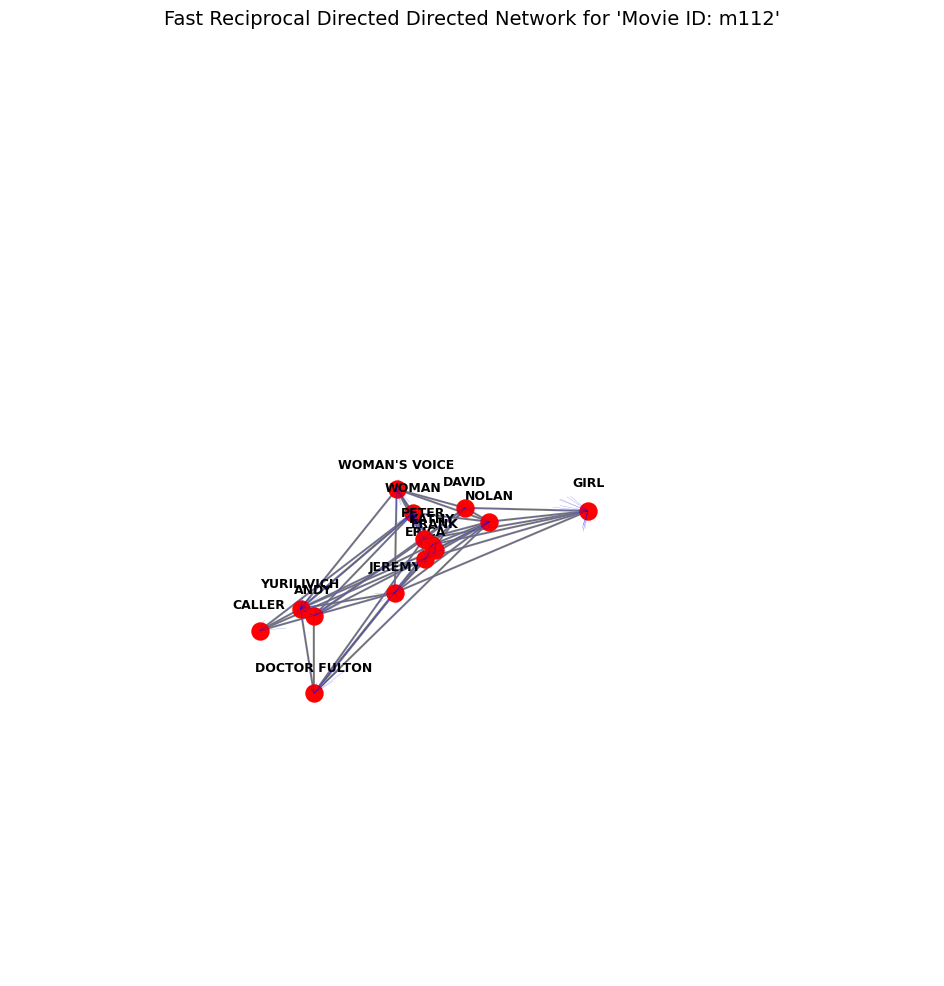 Fast Reciprocal Directed Directed Network for 'Movie ID: m112'
WOMAN'S VOICE
DAVID
GIRL
WOMAN
NOLAN
PETER
CATHY
FRANK
ERICA
JEREMY
YURILIVICH
ANDY
CALLER
DOCTOR FULTON